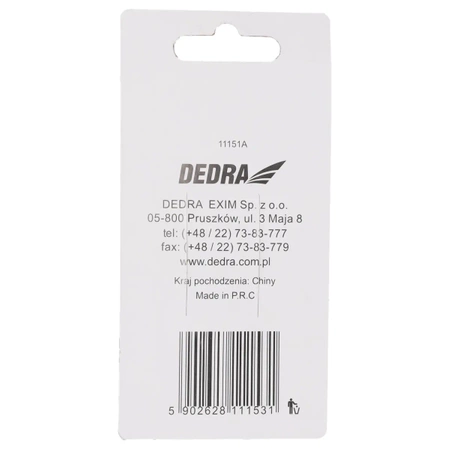 11151A
DEDRA
DEDRA EXIM Sp. z o.o.
05-800 Pruszków, ul. 3 Maja 8
tel: (+48 / 22) 73-83-777
fax: (+48 / 22) 73-83-779
www.dedra.com.pl
Kraj pochodzenia: Chiny
Made in P.R.C
5 902628 111531